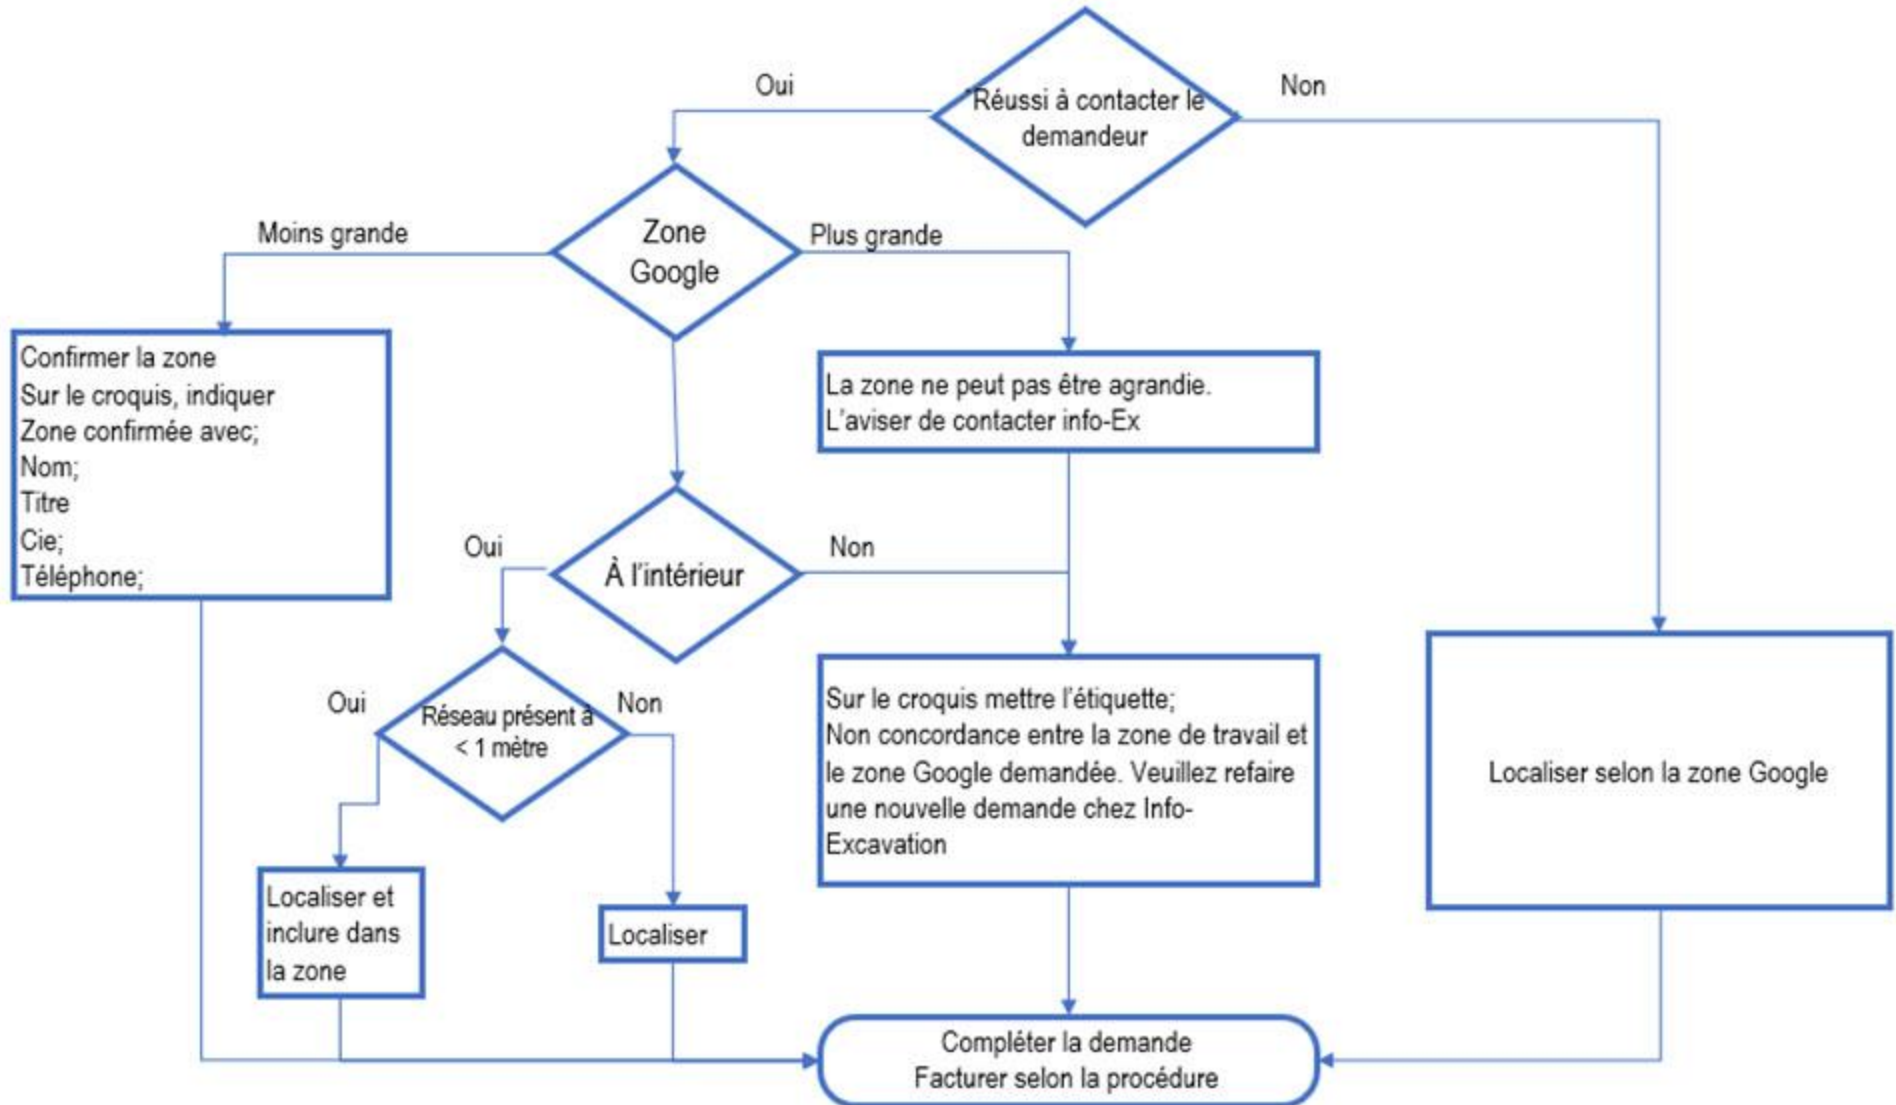 Oui
Non
*Réussi à contacter le
demandeur
Moins grande
Zone
Google
Plus grande
Confirmer la zone
Sur le croquis, indiquer
Zone confirmée avec;
Nom;
Titre
Cie;
Téléphone;
La zone ne peut pas être agrandie.
L'aviser de contacter info-Ex
Oui
À l'intérieur
Non
Oui
Réseau présent à
< 1 mètre
Non
Sur le croquis mettre l'étiquette;
Non concordance entre la zone de travail et
le zone Google demandée. Veuillez refaire
une nouvelle demande chez Info-
Excavation
Localiser selon la zone Google
Localiser et
inclure dans
la zone
Localiser
Compléter la demande
Facturer selon la procédure